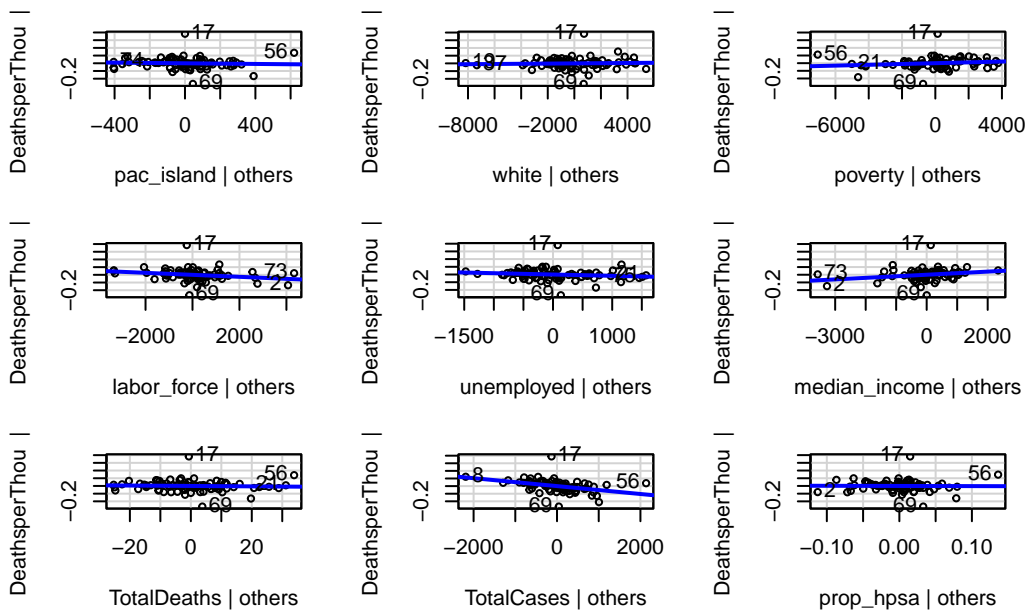 DeathsperThou |
−0.2
17
56
74
69
−400 0 400
pac_island | others
DeathsperThou |
−0.2
17
69
−8000 −2000 4000
white | others
DeathsperThou |
−0.2
17
56
21
69
−6000 0 4000
poverty | others
DeathsperThou |
−0.2
17
73
2
69
−2000 0 2000
labor_force | others
DeathsperThou |
−0.2
17
21
69
−1500 0 1000
unemployed | others
DeathsperThou |
−0.2
17
73
2
69
−3000 0 2000
median_income | others
DeathsperThou |
−0.2
17
56
69
−20 0 20
TotalDeaths | others
DeathsperThou |
−0.2
17
8
56
69
−2000 0 2000
TotalCases | others
DeathsperThou |
−0.2
17
56
2
69
−0.10 0.00 0.10
prop_hpsa | others